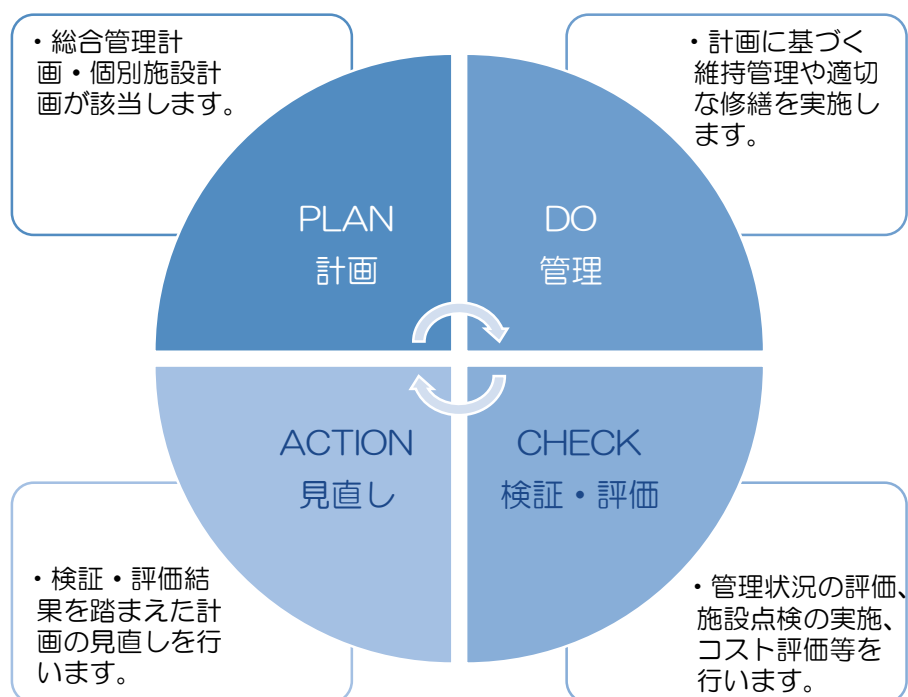 ・総合管理計
画・個別施設計
画が該当します。
・計画に基づく
維持管理や適切
な修繕を実施し
ます。
PLAN
計画
DO
管理
ACTION
見直し
CHECK
検証・評価
・検証・評価結
果を踏まえた計
画の見直しを行
います。
・管理状況の評価、
施設点検の実施、
コスト評価等を
行います。